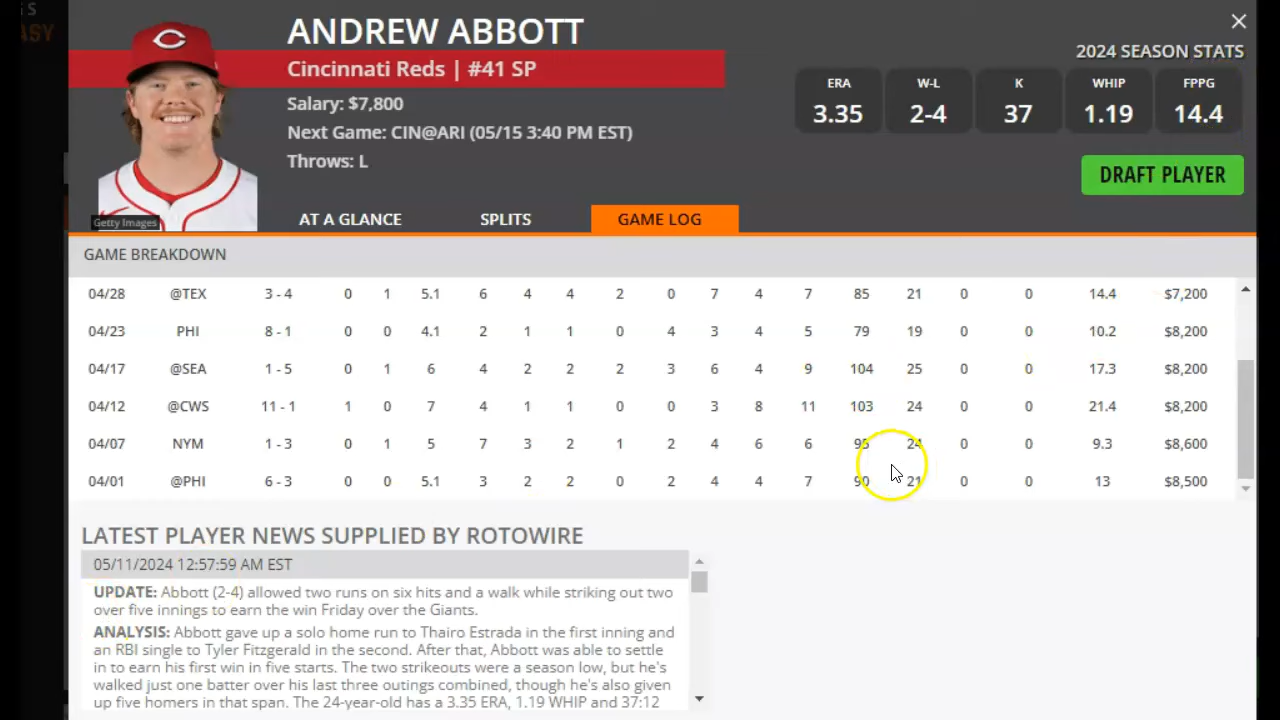 S
ASY
ANDREW ABBOTT
Cincinnati Reds | #41 SP
Salary: $7,800
Next Game: CIN@ARI (05/15 3:40 PM EST)
Throws: L
Getty Images
2024 SEASON STATS
ERA W-L K WHIP FPPG
3.35 2-4 37 1.19 14.4
DRAFT PLAYER
AT A GLANCE SPLITS GAME LOG
GAME BREAKDOWN
04/28 @TEX 3 - 4 0 1 5.1 6 4 4 2 0 7 4 7 85 21 0 0 14.4 $7,200
04/23 PHI 8 - 1 0 0 4.1 2 1 1 0 4 3 4 5 79 19 0 0 10.2 $8,200
04/17 @SEA 1 - 5 0 1 6 4 2 2 2 3 6 4 9 104 25 0 0 17.3 $8,200
04/12 @CWS 11 - 1 1 0 7 4 1 1 0 0 3 8 11 103 24 0 0 21.4 $8,200
04/07 NYM 1 - 3 0 1 5 7 3 2 1 2 4 6 6 95 24 0 0 9.3 $8,600
04/01 @PHI 6 - 3 0 0 5.1 3 2 2 0 2 4 4 7 90 21 0 0 13 $8,500
LATEST PLAYER NEWS SUPPLIED BY ROTOWIRE
05/11/2024 12:57:59 AM EST
UPDATE: Abbott (2-4) allowed two runs on six hits and a walk while striking out two
over five innings to earn the win Friday over the Giants.
ANALYSIS: Abbott gave up a solo home run to Thairo Estrada in the first inning and
an RBI single to Tyler Fitzgerald in the second. After that, Abbott was able to settle
in to earn his first win in five starts. The two strikeouts were a season low, but he's
walked just one batter over his last three outings combined, though he's also given
up five homers in that span. The 24-year-old has a 3.35 ERA, 1.19 WHIP and 37:12